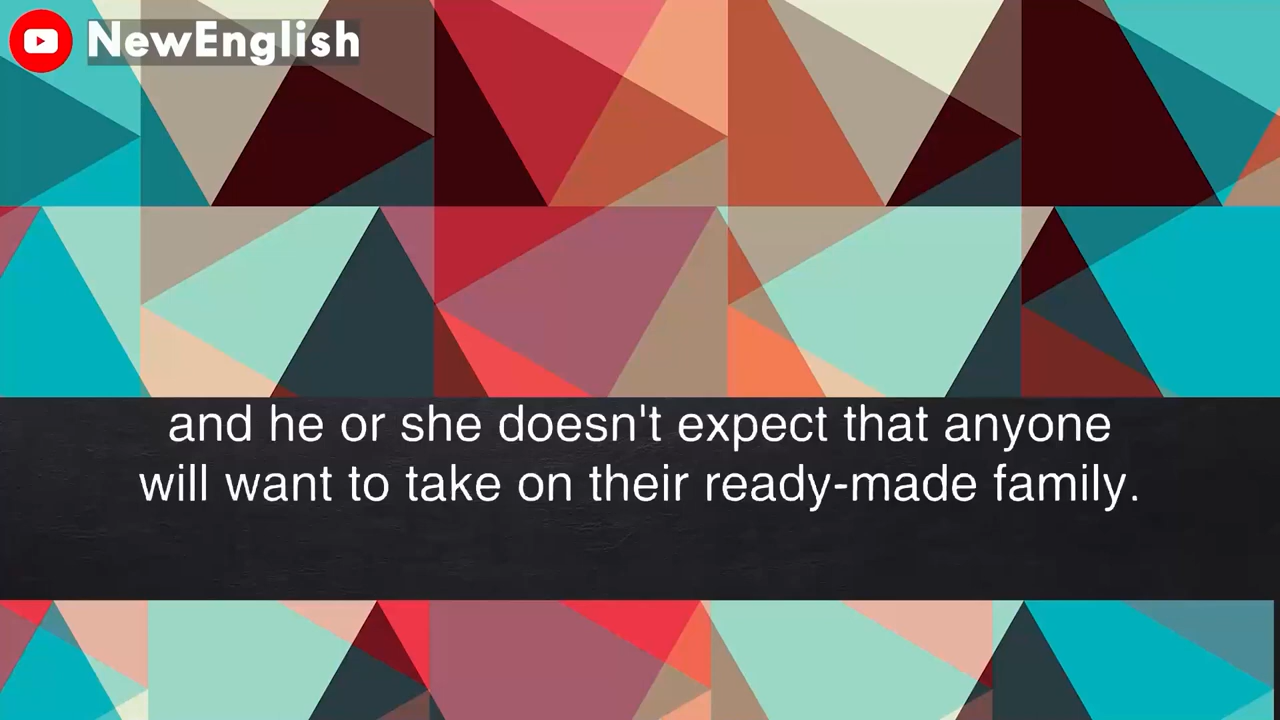 NewEnglish
and he or she doesn't expect that anyone
will want to take on their ready-made family.